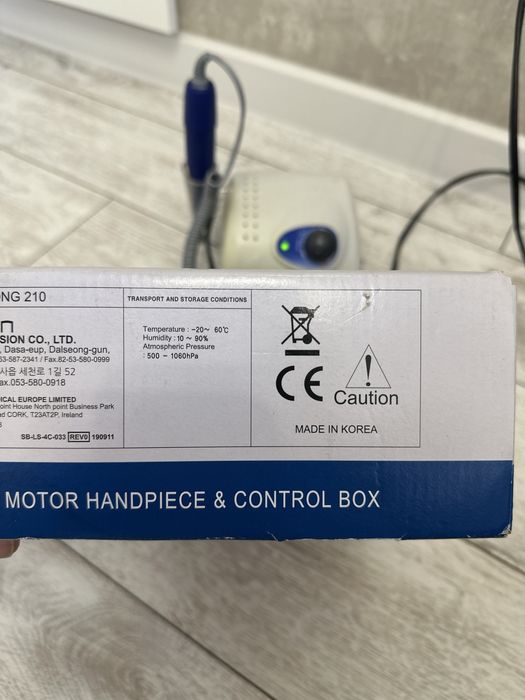 NG 210
SION CO., LTD.
, Dasa-eup, Dalseong-gun,
53-587-2341 / Fax.82-53-580-0999
사읍 세천로 1길 52
ax.053-580-0918
ICAL EUROPE LIMITED
oint House North point Business Park
ad CORK, T23AT2P, Ireland
SB-LS-4C-033 REV0 190911
TRANSPORT AND STORAGE CONDITIONS
Temperature : -20~ 60℃
Humidity : 10 ~ 90%
Atmospheric Pressure
: 500 ~ 1060hPa
CE
Caution
MADE IN KOREA
MOTOR HANDPIECE & CONTROL BOX